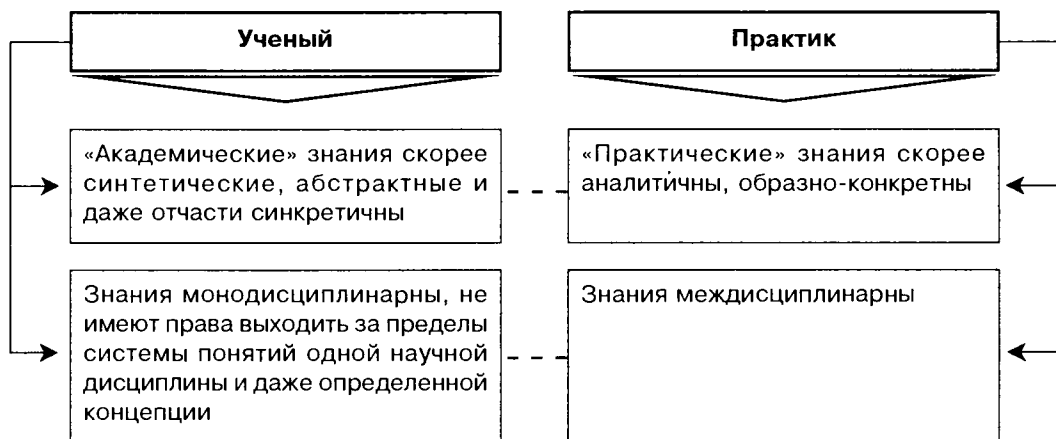 Ученый
Практик
«Академические» знания скорее
синтетические, абстрактные и
даже отчасти синкретичны
«Практические» знания скорее
аналитичны, образно-конкретны
Знания монодисциплинарны, не
имеют права выходить за пределы
системы понятий одной научной
дисциплины и даже определенной
концепции
Знания междисциплинарны